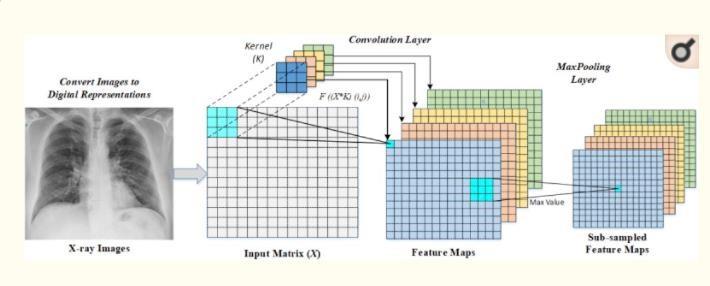 Convert Images to
Digital Representations
X-ray Images
Kernel
(K)
Convolution Layer
F ((X*K) (i,j))
Input Matrix (X)
Feature Maps
MaxPooling
Layer
Max Value
Sub-sampled
Feature Maps